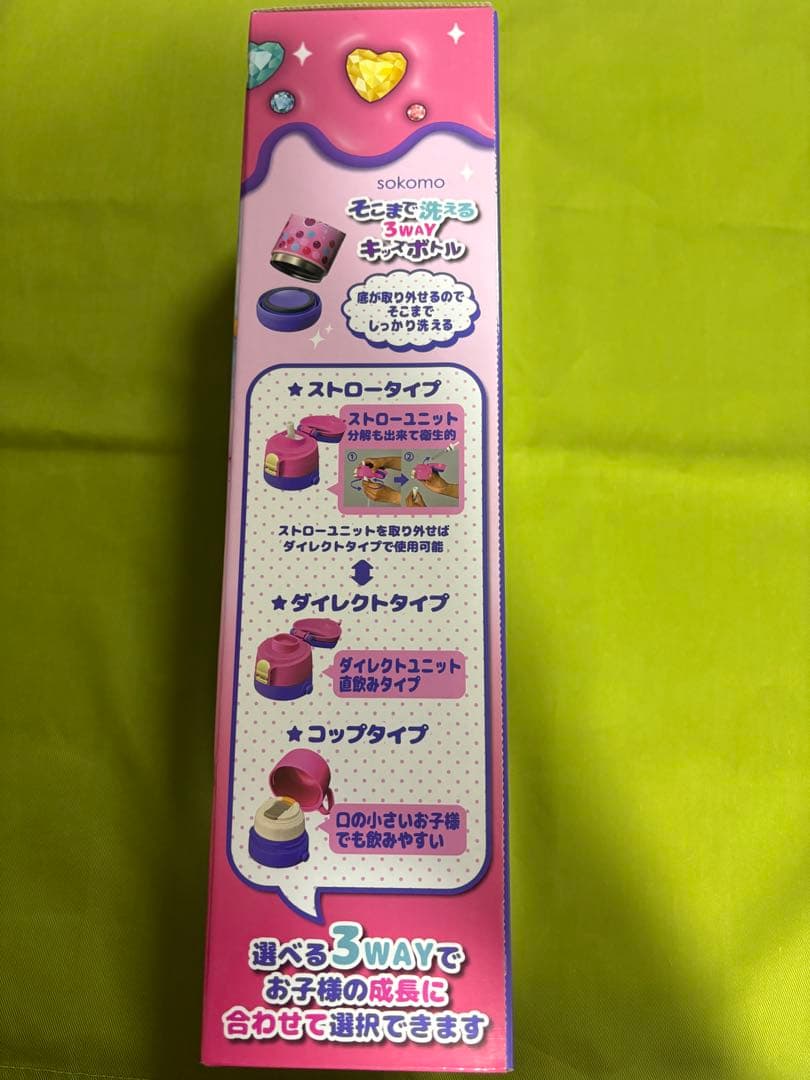 sokomo
そこまで洗える
3WAY
キッズボトル
底が取り外せるので
そこまで
しっかり洗える
★ストロータイプ
ストローユニット
分解も出来て衛生的
① ②
ストローユニットを取り外せば
ダイレクトタイプで使用可能
★ダイレクトタイプ
ダイレクトユニット
直飲みタイプ
★コップタイプ
口の小さいお子様
でも飲みやすい
選べる3WAYで
お子様の成長に
合わせて選択できます